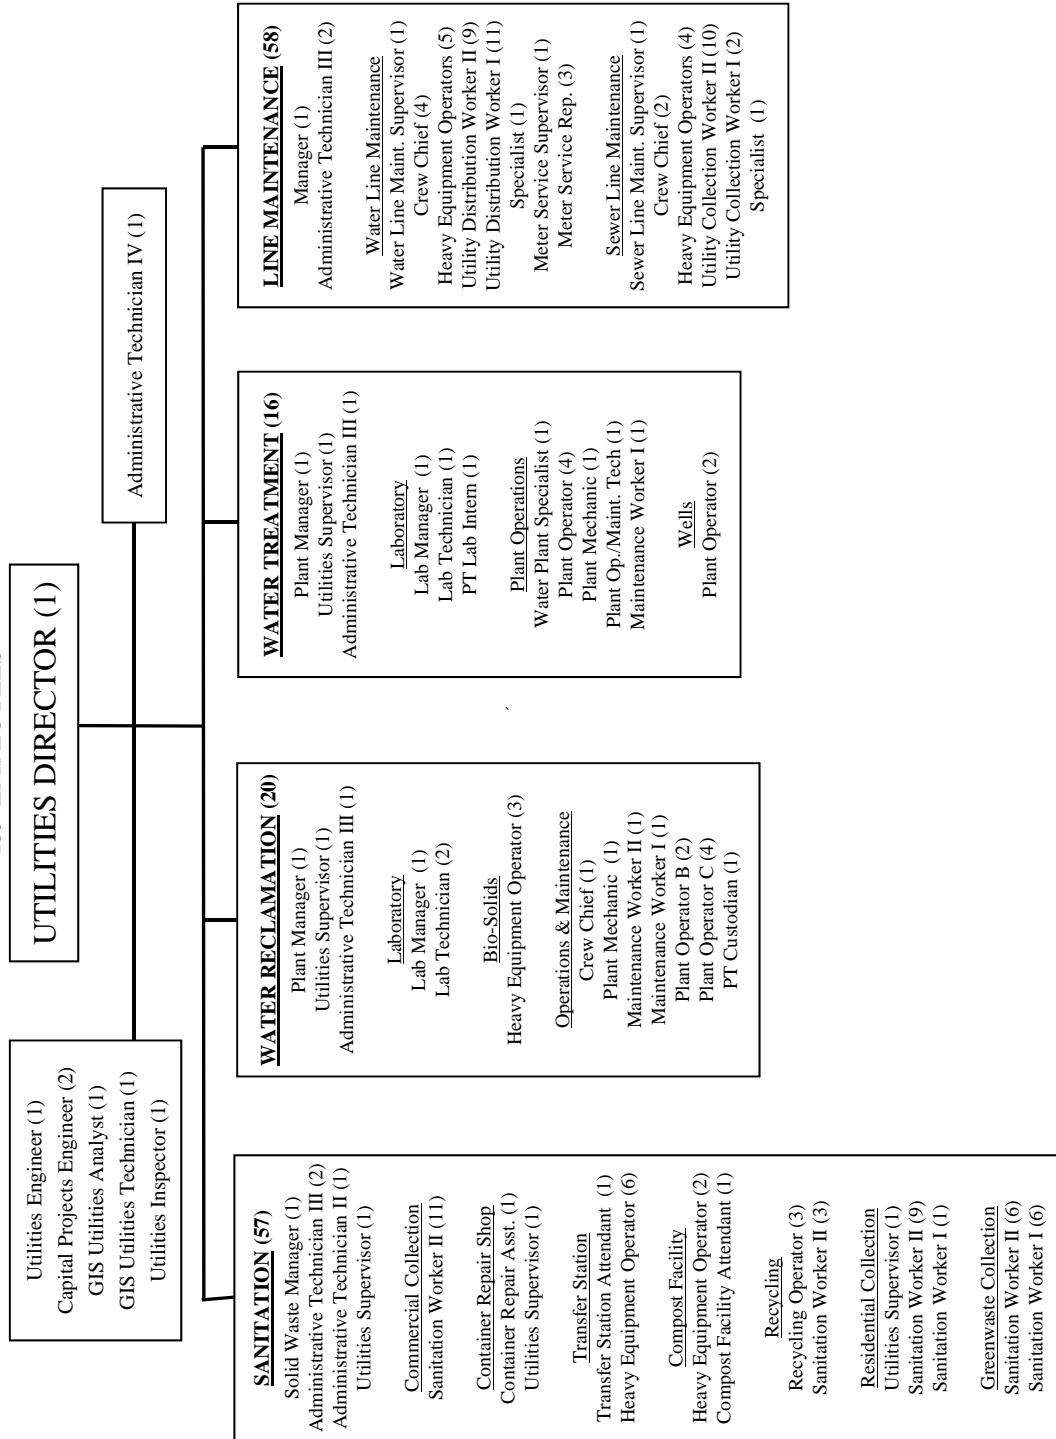 UTILITIES DIRECTOR (1)
Utilities Engineer (1)
Capital Projects Engineer (2)
GIS Utilities Analyst (1)
GIS Utilities Technician (1)
Utilities Inspector (1)
Administrative Technician IV (1)
SANITATION (57)
Solid Waste Manager (1)
Administrative Technician III (2)
Administrative Technician II (1)
Utilities Supervisor (1)
Commercial Collection
Sanitation Worker II (11)
Container Repair Shop
Container Repair Asst. (1)
Utilities Supervisor (1)
Transfer Station
Transfer Station Attendant (1)
Heavy Equipment Operator (6)
Compost Facility
Heavy Equipment Operator (2)
Compost Facility Attendant (1)
Recycling
Recycling Operator (3)
Sanitation Worker II (3)
Residential Collection
Utilities Supervisor (1)
Sanitation Worker II (9)
Sanitation Worker I (1)
Greenwaste Collection
Sanitation Worker II (6)
Sanitation Worker I (6)
WATER RECLAMATION (20)
Plant Manager (1)
Utilities Supervisor (1)
Administrative Technician III (1)
Laboratory
Lab Manager (1)
Lab Technician (2)
Bio-Solids
Heavy Equipment Operator (3)
Operations & Maintenance
Crew Chief (1)
Plant Mechanic (1)
Maintenance Worker II (1)
Maintenance Worker I (1)
Plant Operator B (2)
Plant Operator C (4)
PT Custodian (1)
WATER TREATMENT (16)
Plant Manager (1)
Utilities Supervisor (1)
Administrative Technician III (1)
Laboratory
Lab Manager (1)
Lab Technician (1)
PT Lab Intern (1)
Plant Operations
Water Plant Specialist (1)
Plant Operator (4)
Plant Mechanic (1)
Plant Op./Maint. Tech (1)
Maintenance Worker I (1)
Wells
Plant Operator (2)
LINE MAINTENANCE (58)
Manager (1)
Administrative Technician III (2)
Water Line Maintenance
Water Line Maint. Supervisor (1)
Crew Chief (4)
Heavy Equipment Operators (5)
Utility Distribution Worker II (9)
Utility Distribution Worker I (11)
Specialist (1)
Meter Service Supervisor (1)
Meter Service Rep. (3)
Sewer Line Maintenance
Sewer Line Maint. Supervisor (1)
Crew Chief (2)
Heavy Equipment Operators (4)
Utility Collection Worker II (10)
Utility Collection Worker I (2)
Specialist (1)